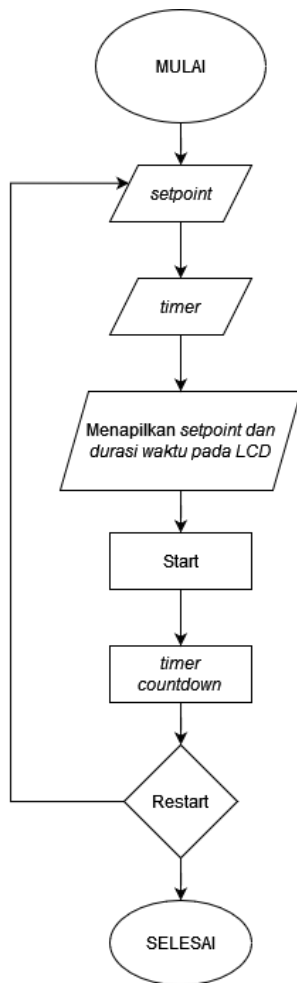 MULAI
setpoint
timer
Menapilkan setpoint dan
durasi waktu pada LCD
Start
timer
countdown
Restart
SELESAI